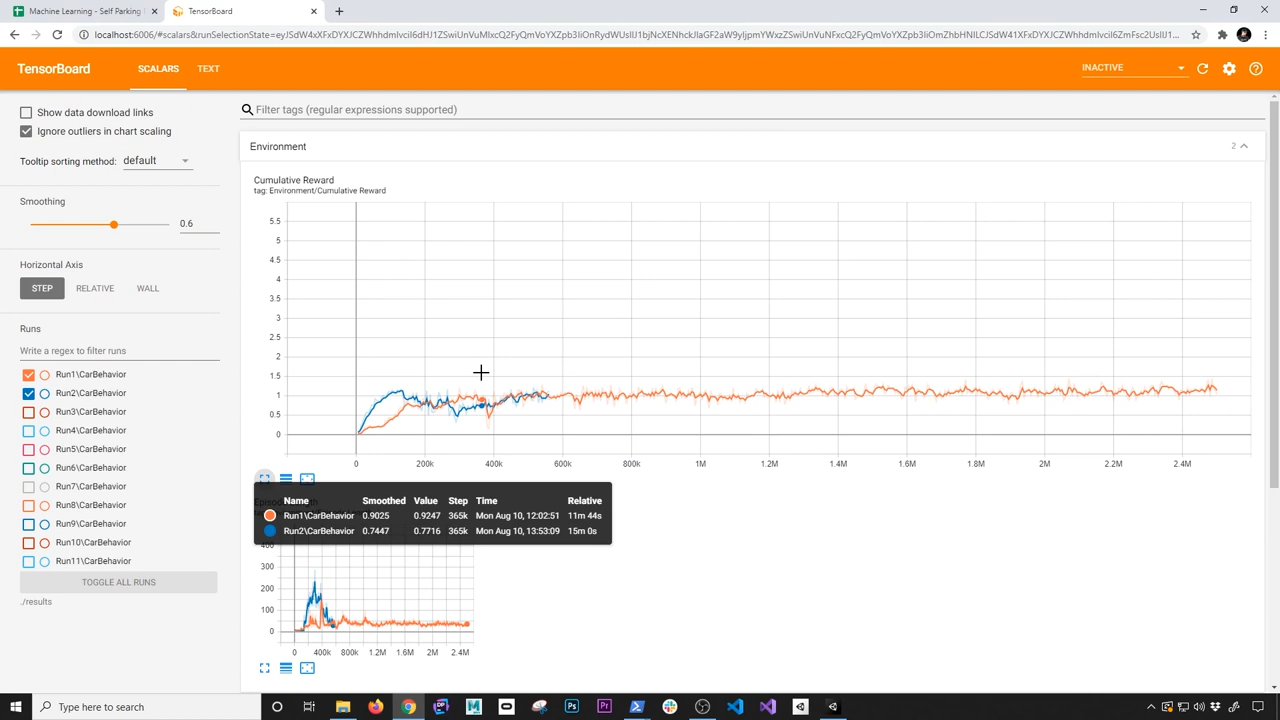 Machine Learning - Self Parking
TensorBoard
TensorBoard
SCALARS
TEXT
INACTIVE
Show data download links
Ignore outliers in chart scaling
Tooltip sorting method: default
Smoothing
0.6
Horizontal Axis
STEP
RELATIVE
WALL
Runs
Write a regex to filter runs
Run1\CarBehavior
Run2\CarBehavior
Run3\CarBehavior
Run4\CarBehavior
Run5\CarBehavior
Run6\CarBehavior
Run7\CarBehavior
Run8\CarBehavior
Run9\CarBehavior
Run10\CarBehavior
Run11\CarBehavior
TOGGLE ALL RUNS
./results
Filter tags (regular expressions supported)
Environment
2
Cumulative Reward
tag: Environment/Cumulative Reward
5.5
5
4.5
4
3.5
3
2.5
2
1.5
1
0.5
0
0 200k 400k 600k 800k 1M 1.2M 1.4M 1.6M 1.8M 2M 2.2M 2.4M
Name Smoothed Value Step Time Relative
Run1\CarBehavior 0.9025 0.9247 365k Mon Aug 10, 12:02:51 11m 44s
Run2\CarBehavior 0.7447 0.7716 365k Mon Aug 10, 13:53:09 15m 0s
400
300
200
100
0
0 400k 800k 1.2M 1.6M 2M 2.4M
Type here to search